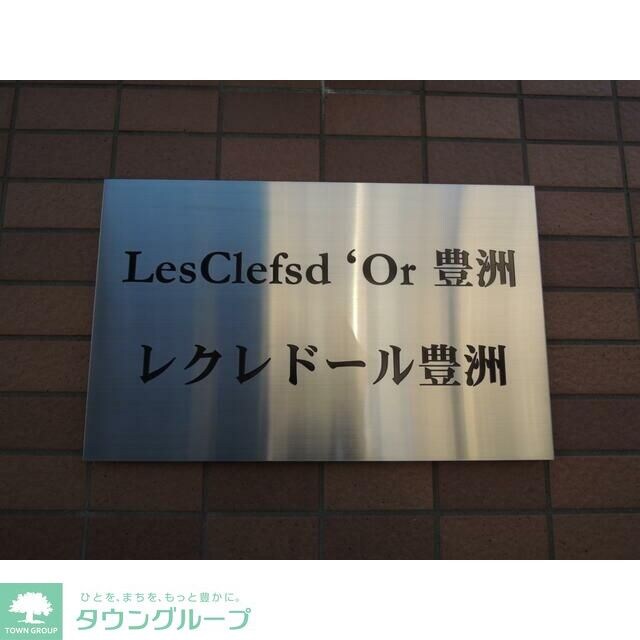 LesClefsd ‘Or 豊洲
レクレドール豊洲
ひとを、まちを、もっと豊かに。
TOWN GROUP
タウングループ